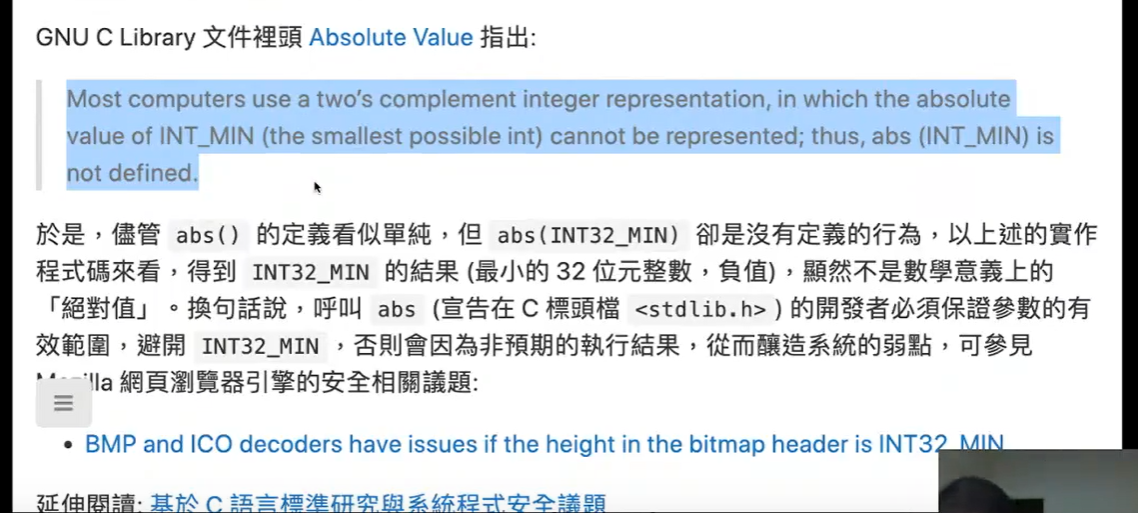 GNU C Library 文件裡頭 Absolute Value 指出:
Most computers use a two's complement integer representation, in which the absolute
value of INT_MIN (the smallest possible int) cannot be represented; thus, abs (INT_MIN) is
not defined.
於是，儘管 abs() 的定義看似單純，但 abs(INT32_MIN) 卻是沒有定義的行為，以上述的實作
程式碼來看，得到 INT32_MIN 的結果 (最小的 32 位元整數，負值)，顯然不是數學意義上的
「絕對值」。換句話說，呼叫 abs (宣告在 C 標頭檔 <stdlib.h> ) 的開發者必須保證參數的有
效範圍，避開 INT32_MIN ，否則會因為非預期的執行結果，從而釀造系統的弱點，可參見
Mozilla 網頁瀏覽器引擎的安全相關議題:
• BMP and ICO decoders have issues if the height in the bitmap header is INT32_MIN
延伸閱讀: 基於 C 語言標準研究與系統程式安全議題